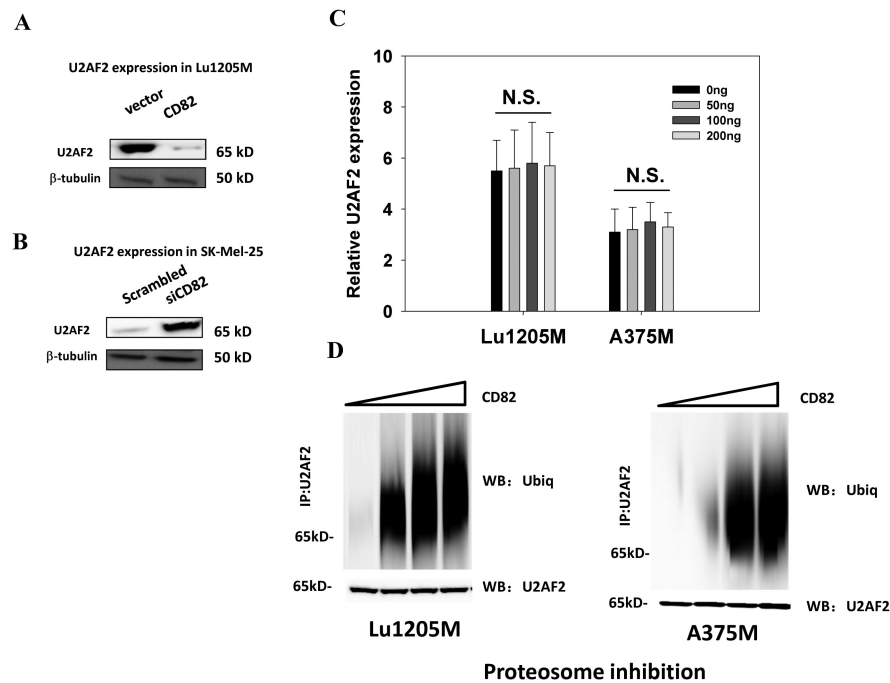 A
U2AF2 expression in Lu1205M
vector
CD82
U2AF2
65 kD
β-tubulin
50 kD
B
U2AF2 expression in SK-Mel-25
Scrambled
siCD82
U2AF2
65 kD
β-tubulin
50 kD
C
Relative U2AF2 expression
10
8
6
4
2
0
N.S.
N.S.
0ng
50ng
100ng
200ng
Lu1205M
A375M
D
CD82
IP:U2AF2
WB: Ubiq
65kD-
65kD-
WB: U2AF2
Lu1205M
CD82
IP:U2AF2
WB: Ubiq
65kD-
65kD-
WB: U2AF2
A375M
Proteosome inhibition